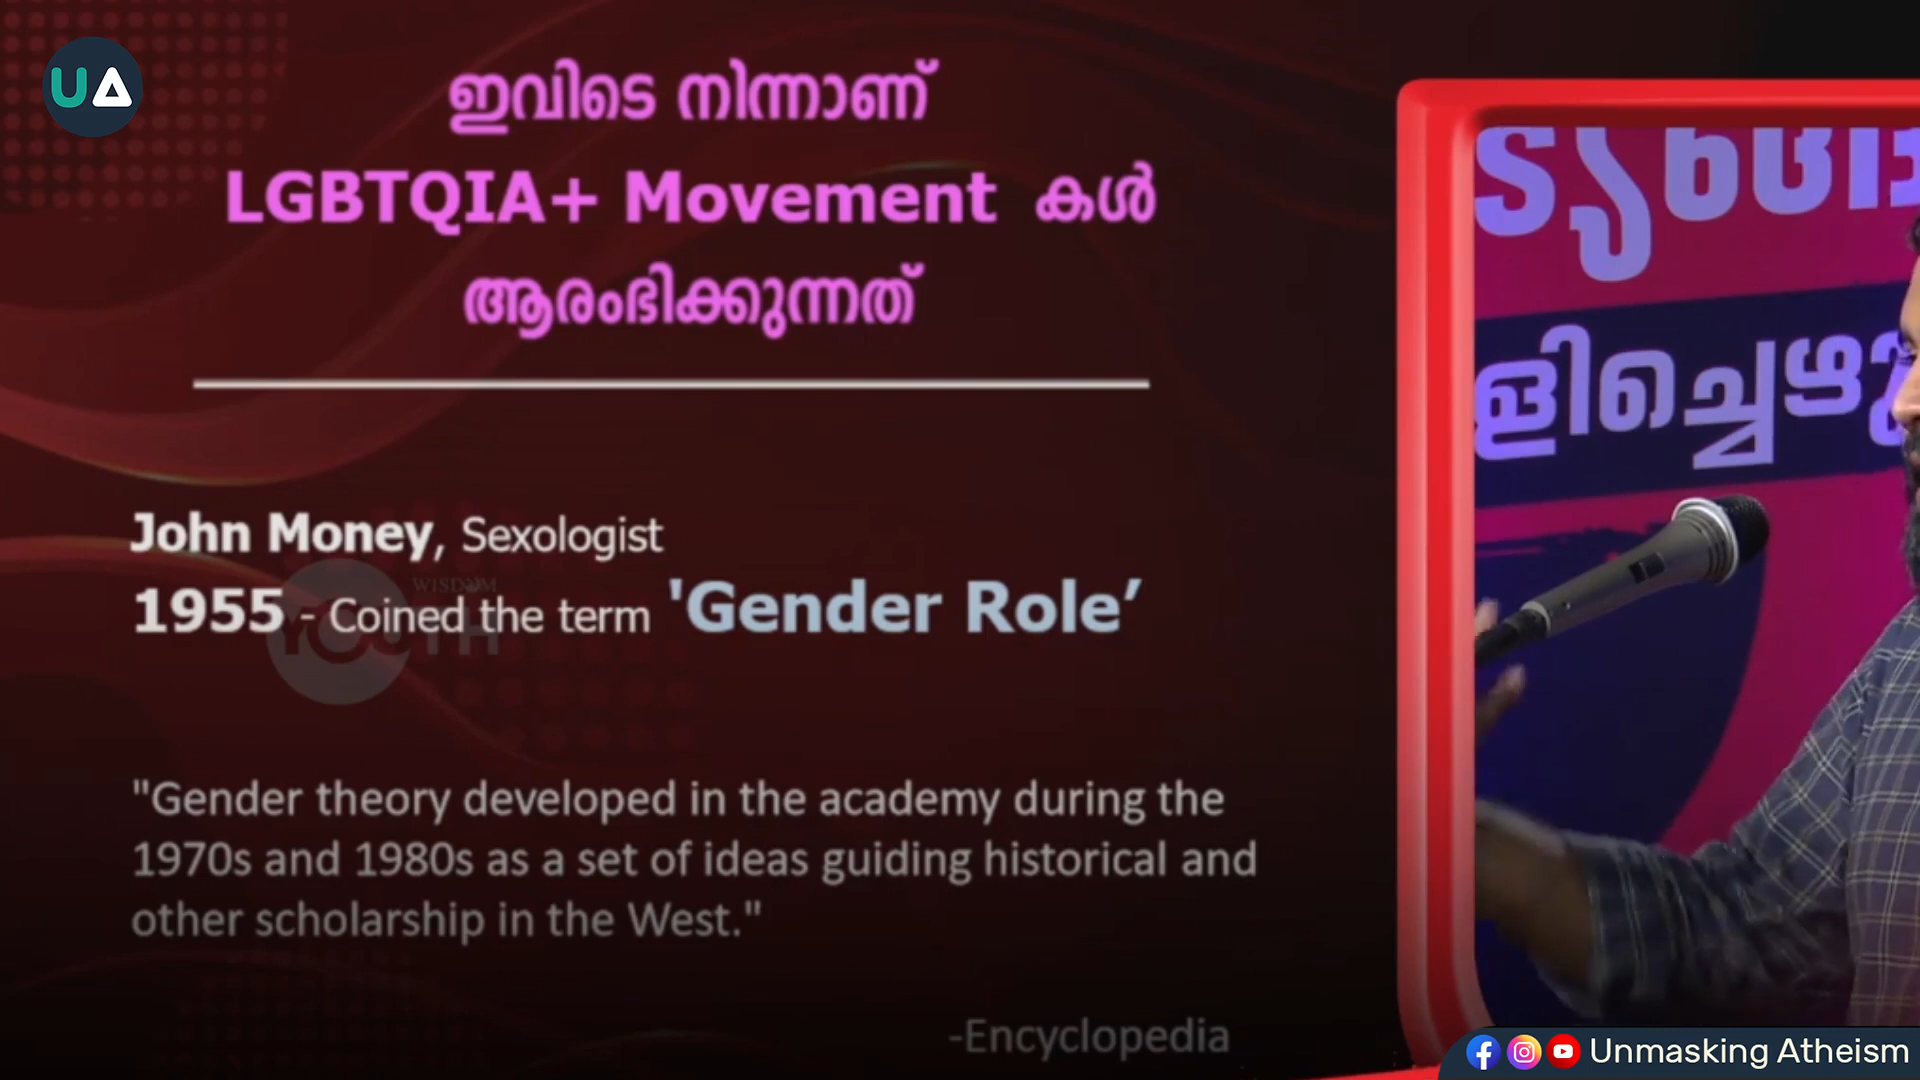 UA
ഇവിടെ നിന്നാണ്
LGBTQIA+ Movement കൾ
ആരംഭിക്കുന്നത്
John Money, Sexologist
1955 - Coined the term 'Gender Role’
WISDOM
YOUTH
"Gender theory developed in the academy during the
1970s and 1980s as a set of ideas guiding historical and
other scholarship in the West."
-Encyclopedia
Unmasking Atheism